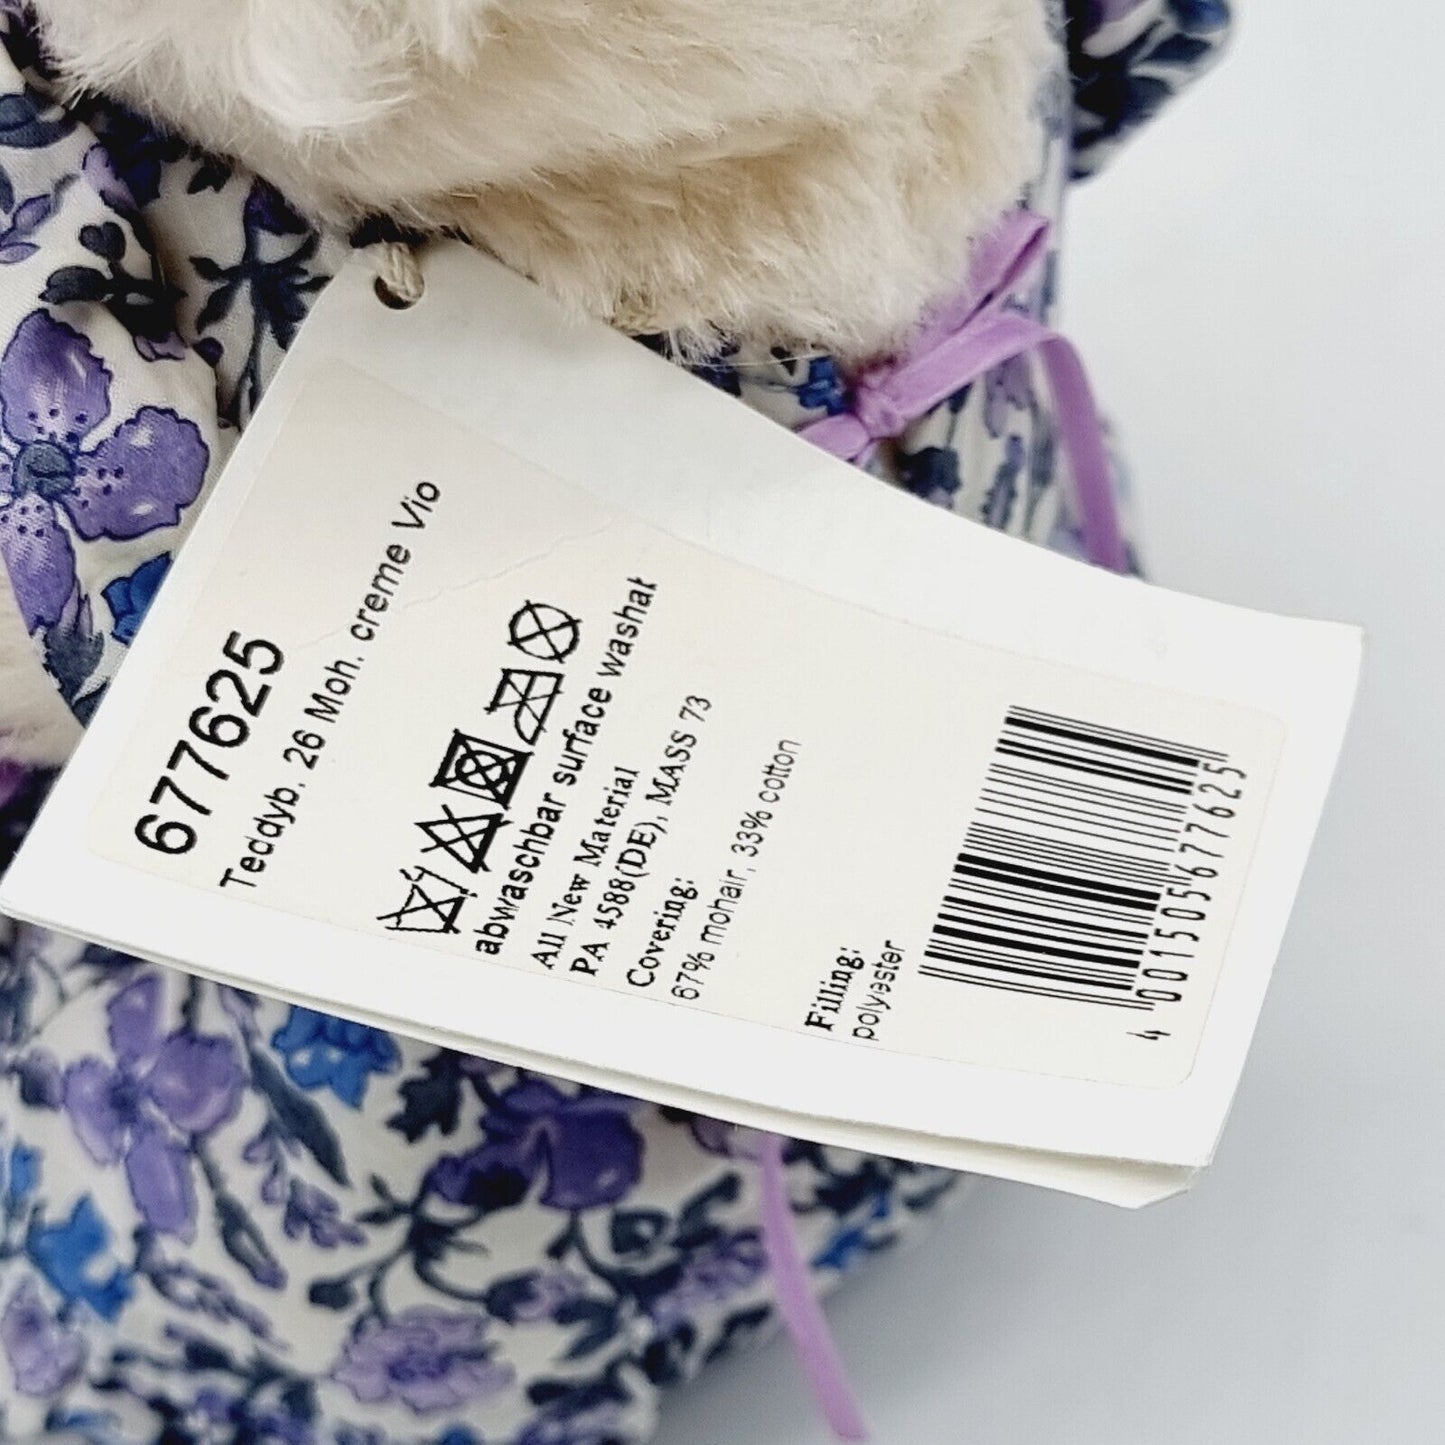 677625
Teddyb. 26 Moh. creme Vio
abwaschbar surface washat
All New Material
PA 4588(DE), MASS 73
Covering:
67% mohair, 33% cotton
Filling:
polyester
4 001505 677625